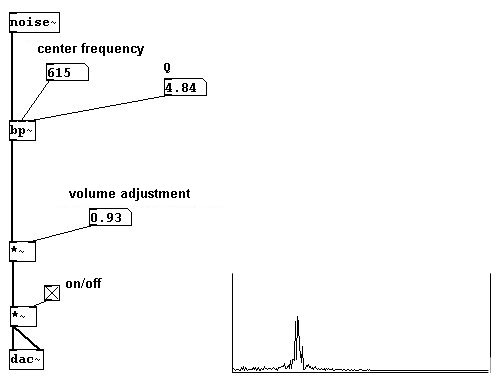 noise~
center frequency
615
Q
4.84
bp~
volume adjustment
0.93
*~
on/off
*~
dac~